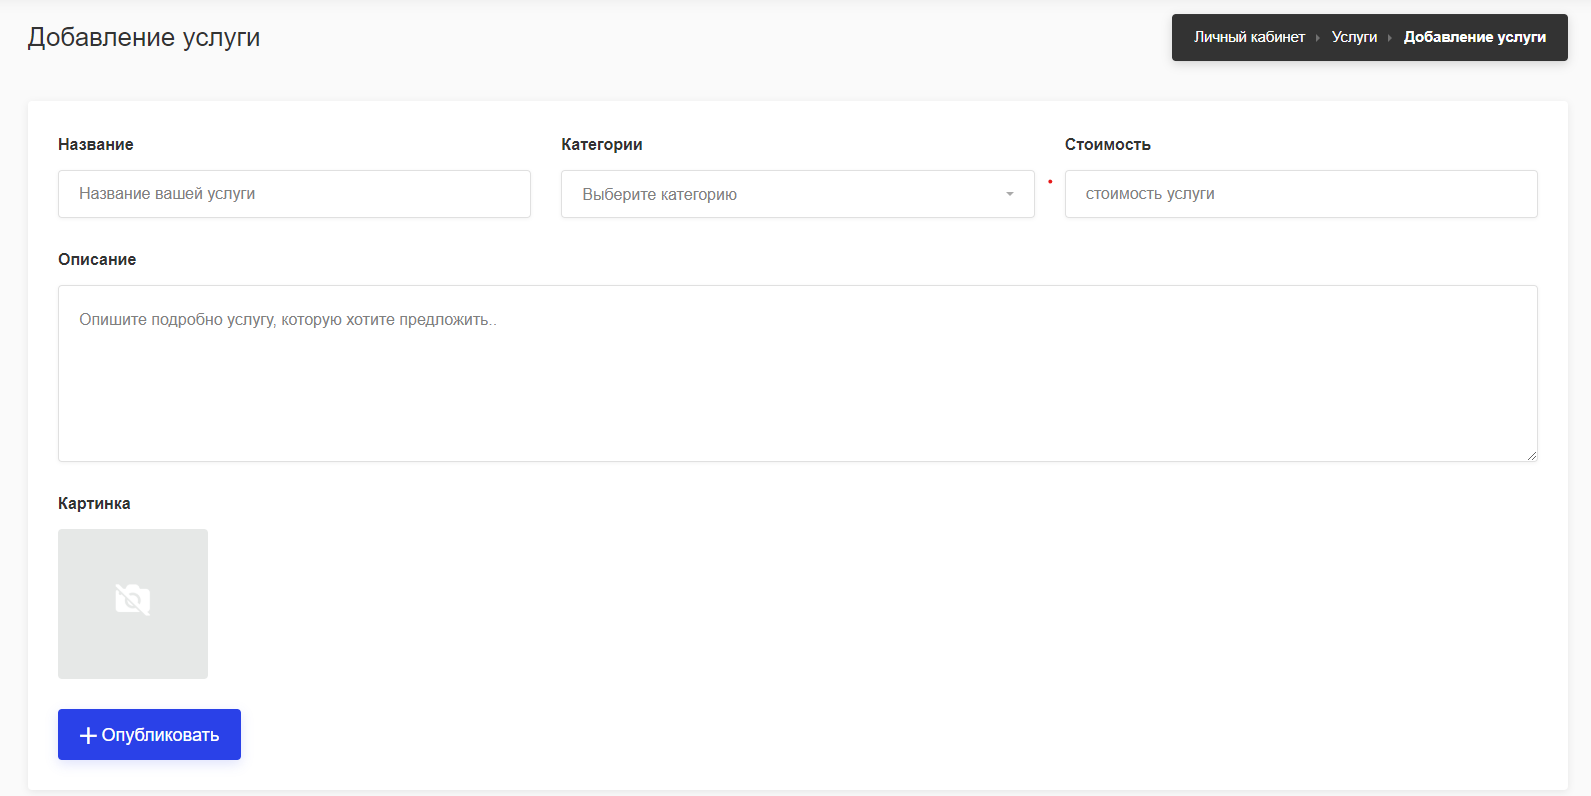 Добавление услуги
Личный кабинет Услуги Добавление услуги
Название
Категории
Стоимость
Название вашей услуги
Выберите категорию
стоимость услуги
Описание
Опишите подробно услугу, которую хотите предложить..
Картинка
Опубликовать